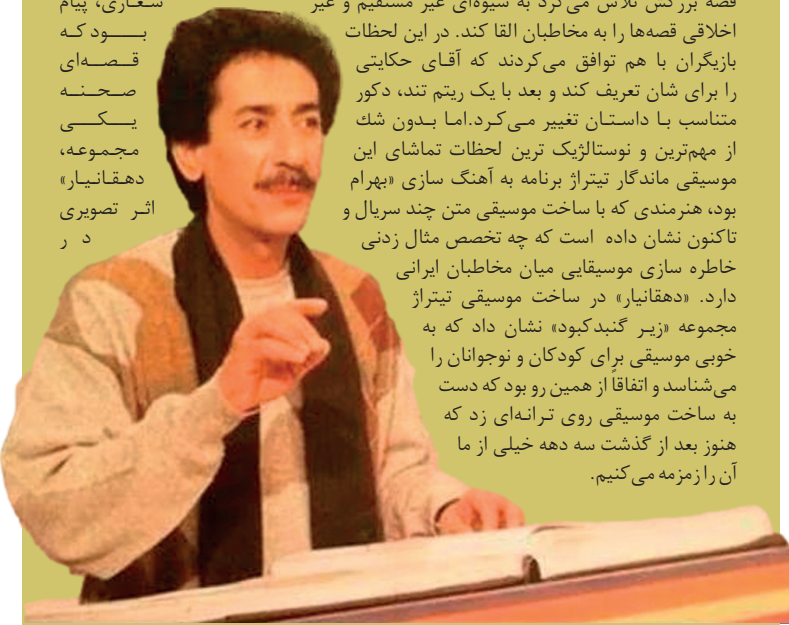 قصه بزرگش تلاش می‌کرد به شیوه‌ای غیر مستقیم و غیر شعاری، پیام
اخلاقی قصه‌ها را به مخاطبان القا کند. در این لحظات بود که
بازیگران با هم توافق می‌کردند که آقای حکایتی قصه‌ای
را برای شان تعریف کند و بعد با یک ریتم تند، دکور صحنه
متناسب با داستان تغییر می‌کرد.اما بدون شك یکی
از مهم‌ترین و نوستالژیک ترین لحظات تماشای این مجموعه،
موسیقی ماندگار تیتراژ برنامه به آهنگ سازی «بهرام دهقانیار»
بود، هنرمندی که با ساخت موسیقی متن چند سریال و اثر تصویری
تاکنون نشان داده است که چه تخصص مثال زدنی در
خاطره سازی موسیقایی میان مخاطبان ایرانی
دارد. «دهقانیار» در ساخت موسیقی تیتراژ
مجموعه «زیر گنبدکبود» نشان داد که به
خوبی موسیقی برای کودکان و نوجوانان را
می‌شناسد و اتفاقاً از همین رو بود که دست
به ساخت موسیقی روی ترانه‌ای زد که
هنوز بعد از گذشت سه دهه خیلی از ما
آن را زمزمه می‌کنیم.